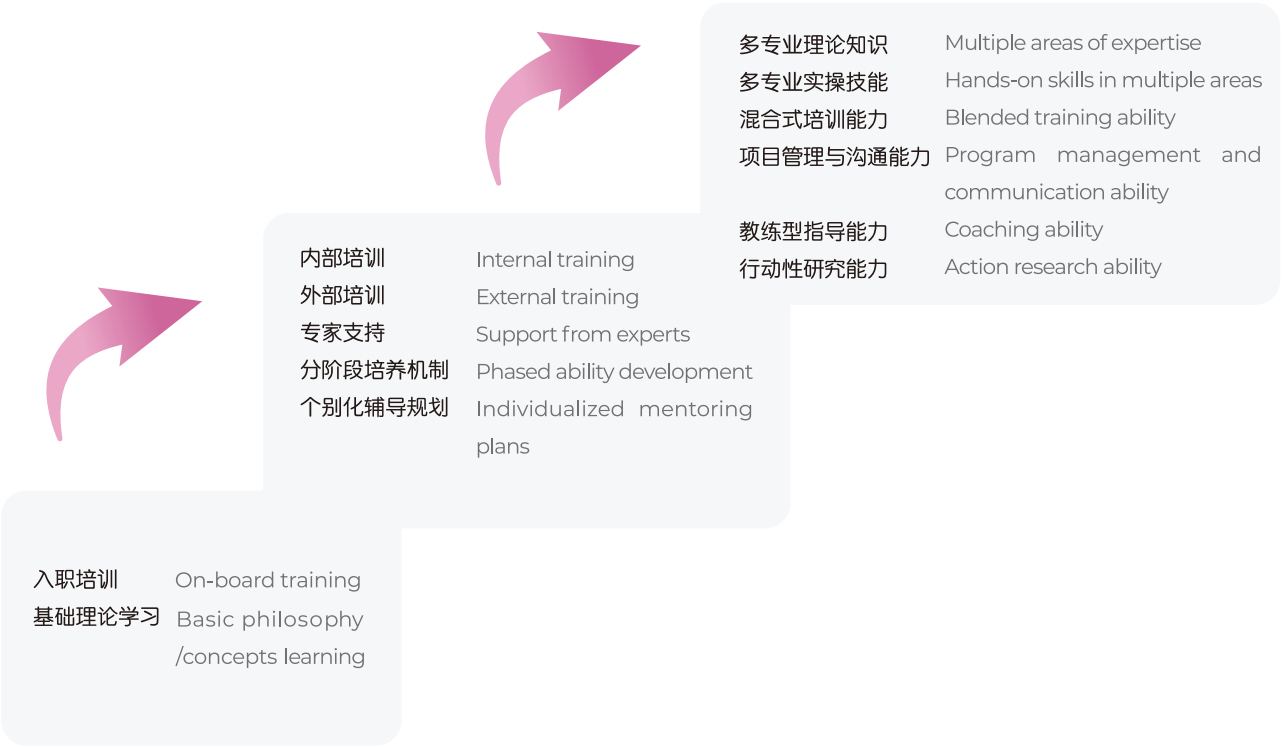 多专业理论知识 Multiple areas of expertise
多专业实操技能 Hands-on skills in multiple areas
混合式培训能力 Blended training ability
项目管理与沟通能力 Program management and
communication ability
教练型指导能力 Coaching ability
行动性研究能力 Action research ability
内部培训 Internal training
外部培训 External training
专家支持 Support from experts
分阶段培养机制 Phased ability development
个别化辅导规划 Individualized mentoring
plans
入职培训 On-board training
基础理论学习 Basic philosophy
/concepts learning